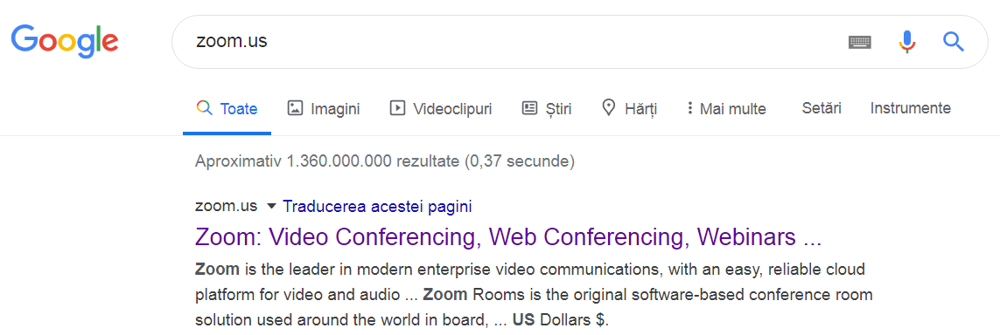 Google
zoom.us
Toate Imagini Videoclipuri Știri Hărți Mai multe Setări Instrumente
Aproximativ 1.360.000.000 rezultate (0,37 secunde)
zoom.us Traducerea acestei pagini
Zoom: Video Conferencing, Web Conferencing, Webinars ...
Zoom is the leader in modern enterprise video communications, with an easy, reliable cloud
platform for video and audio ... Zoom Rooms is the original software-based conference room
solution used around the world in board, ... US Dollars $.